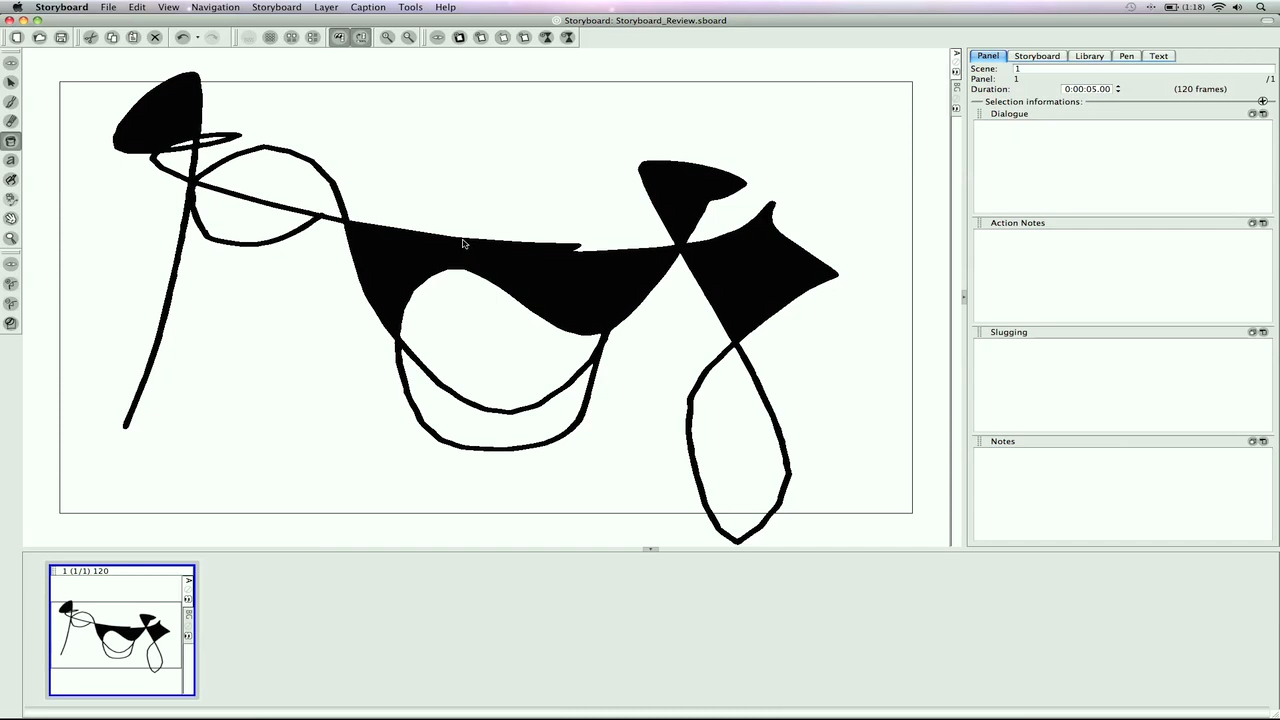 Storyboard File Edit View Navigation Storyboard Layer Caption Tools Help (1:18)
Storyboard: Storyboard_Review.sboard
Panel Storyboard Library Pen Text
Scene: 1
Panel: 1 /1
Duration: 0:00:05.00 (120 frames)
Selection informations:
Dialogue
Action Notes
Slugging
Notes
A
BG
1 (1/1) 120
A
BG